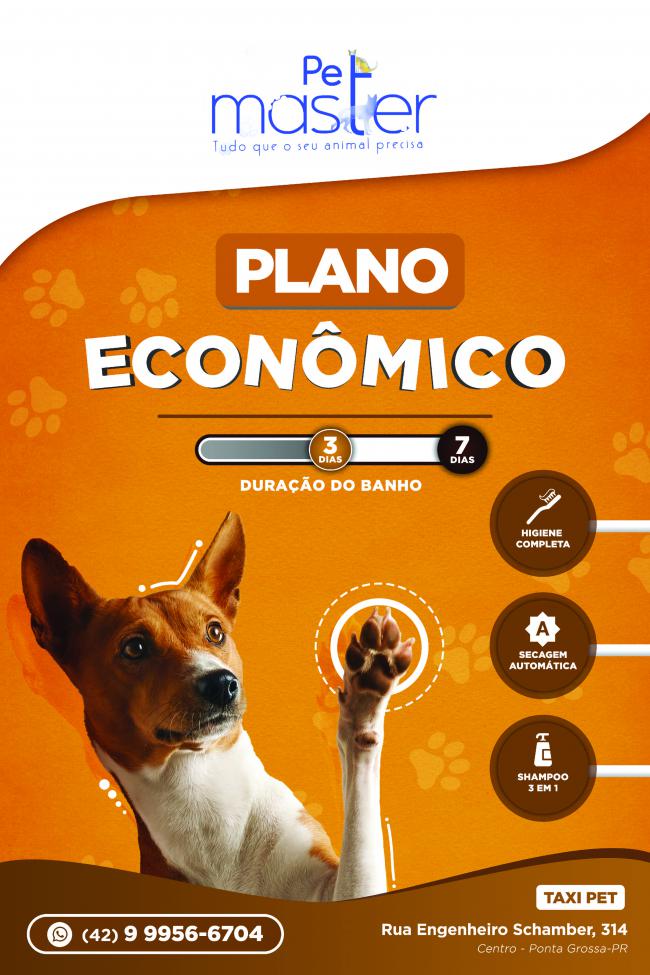 Pet
master
Tudo que o seu animal precisa
PLANO
ECONÔMICO
3
DIAS
7
DIAS
DURAÇÃO DO BANHO
HIGIENE
COMPLETA
A
SECAGEM
AUTOMÁTICA
SHAMPOO
3 EM 1
TAXI PET
(42) 9 9956-6704
Rua Engenheiro Schamber, 314
Centro - Ponta Grossa-PR